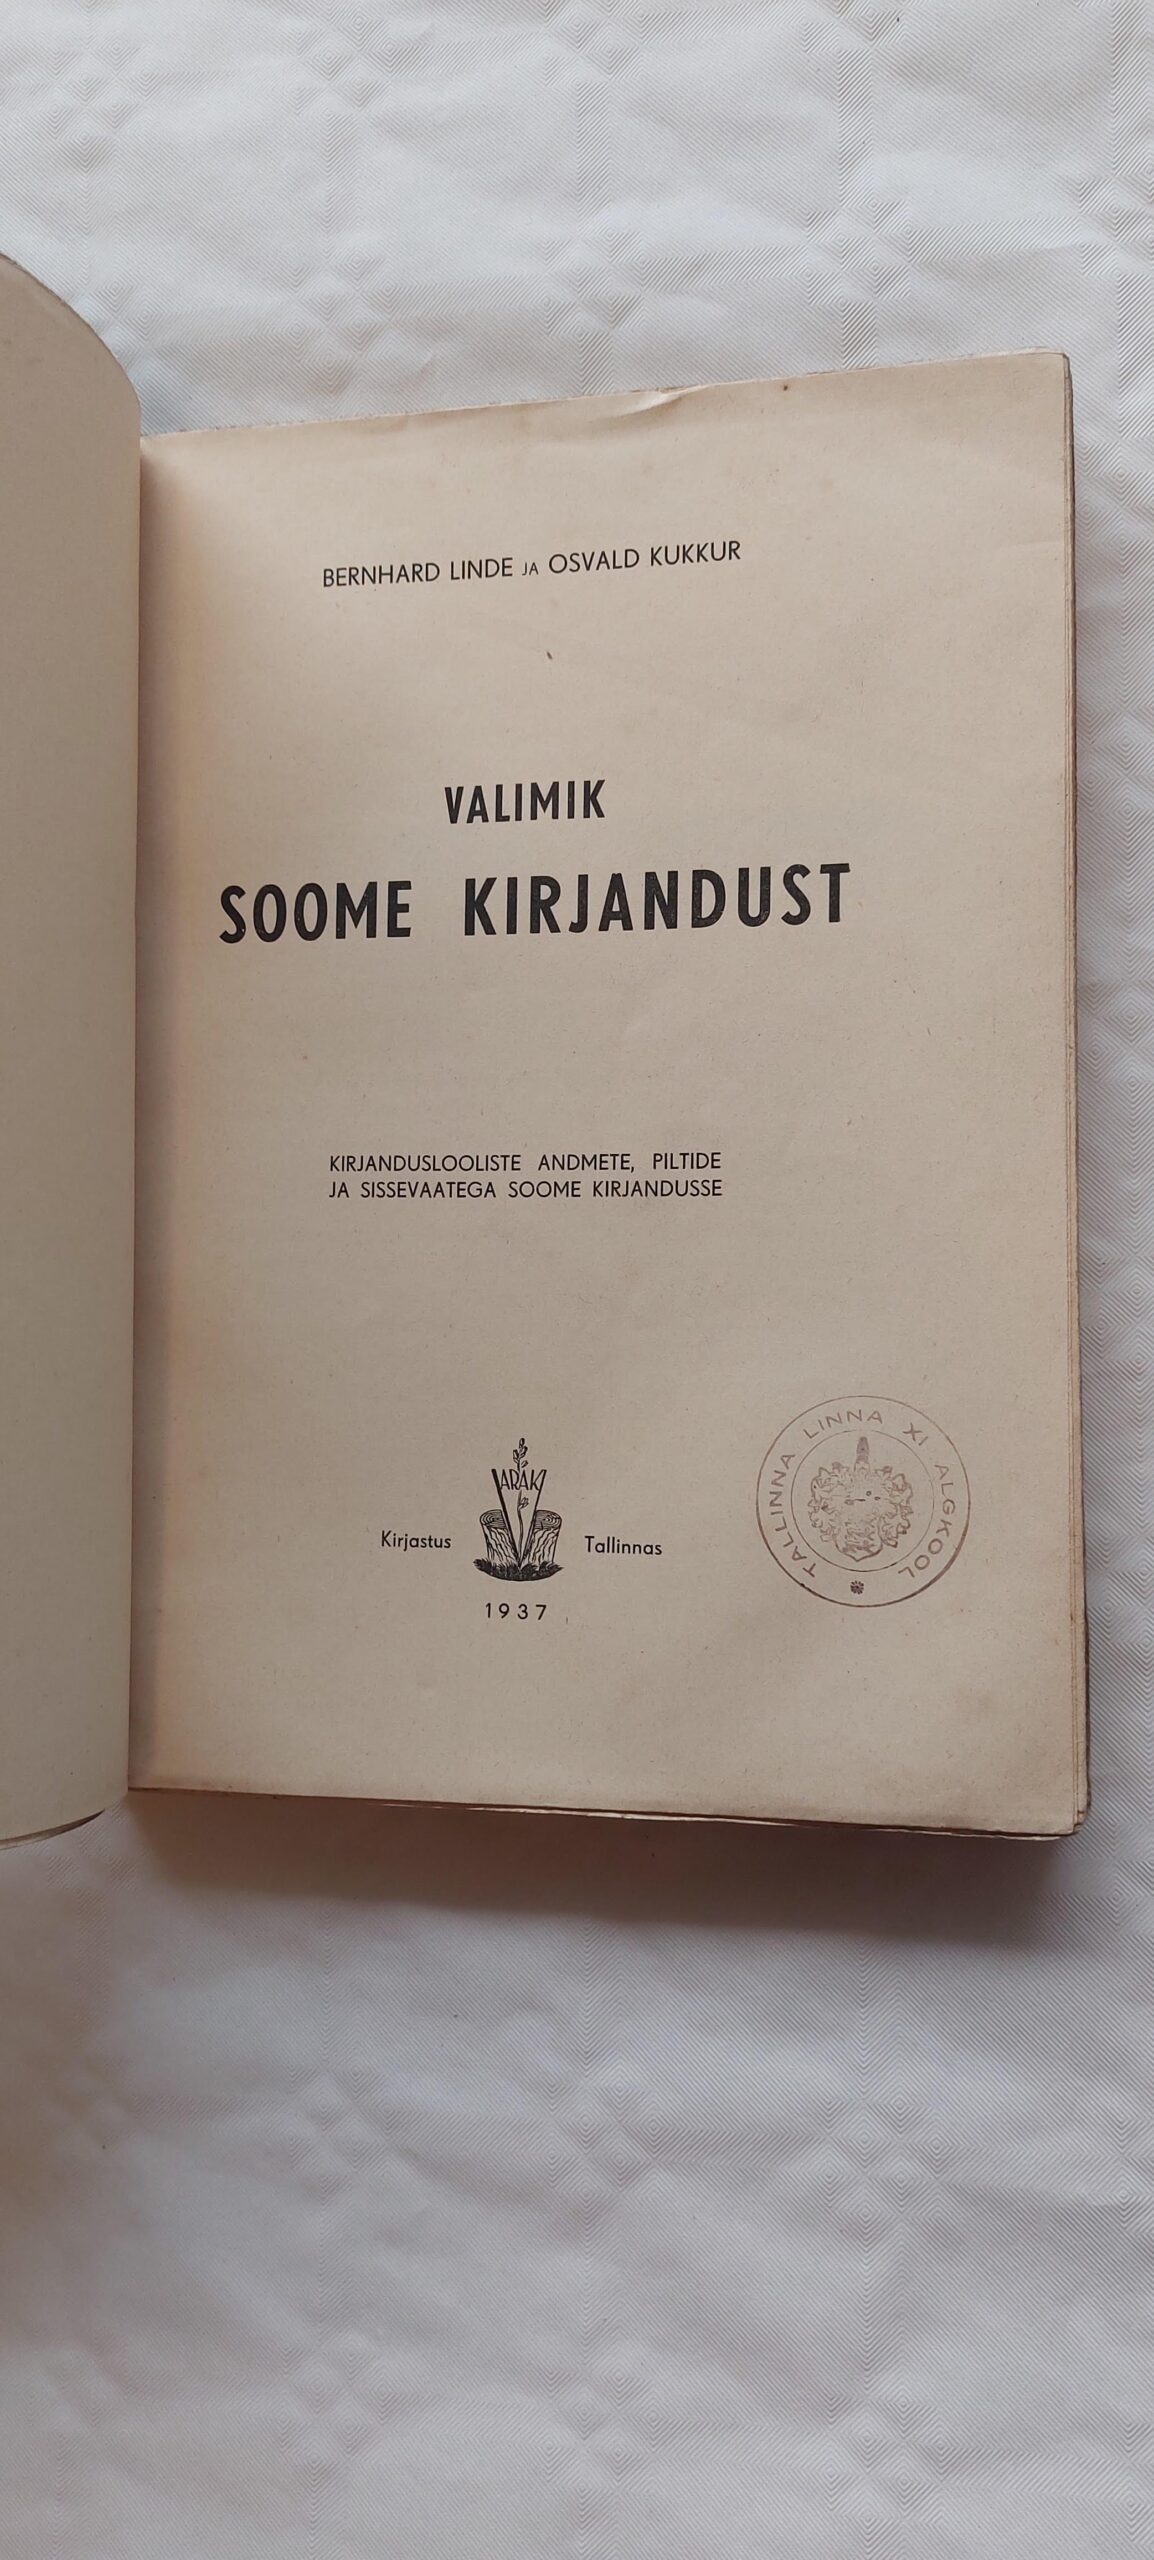 BERNHARD LINDE JA OSVALD KUKKUR
VALIMIK
SOOME KIRJANDUST
KIRJANDUSLOOLISTE ANDMETE, PILTIDE
JA SISSEVAATEGA SOOME KIRJANDUSSE
Kirjastus VARAK Tallinnas
1937
TALLINNA LINNA XI ALGKOOL